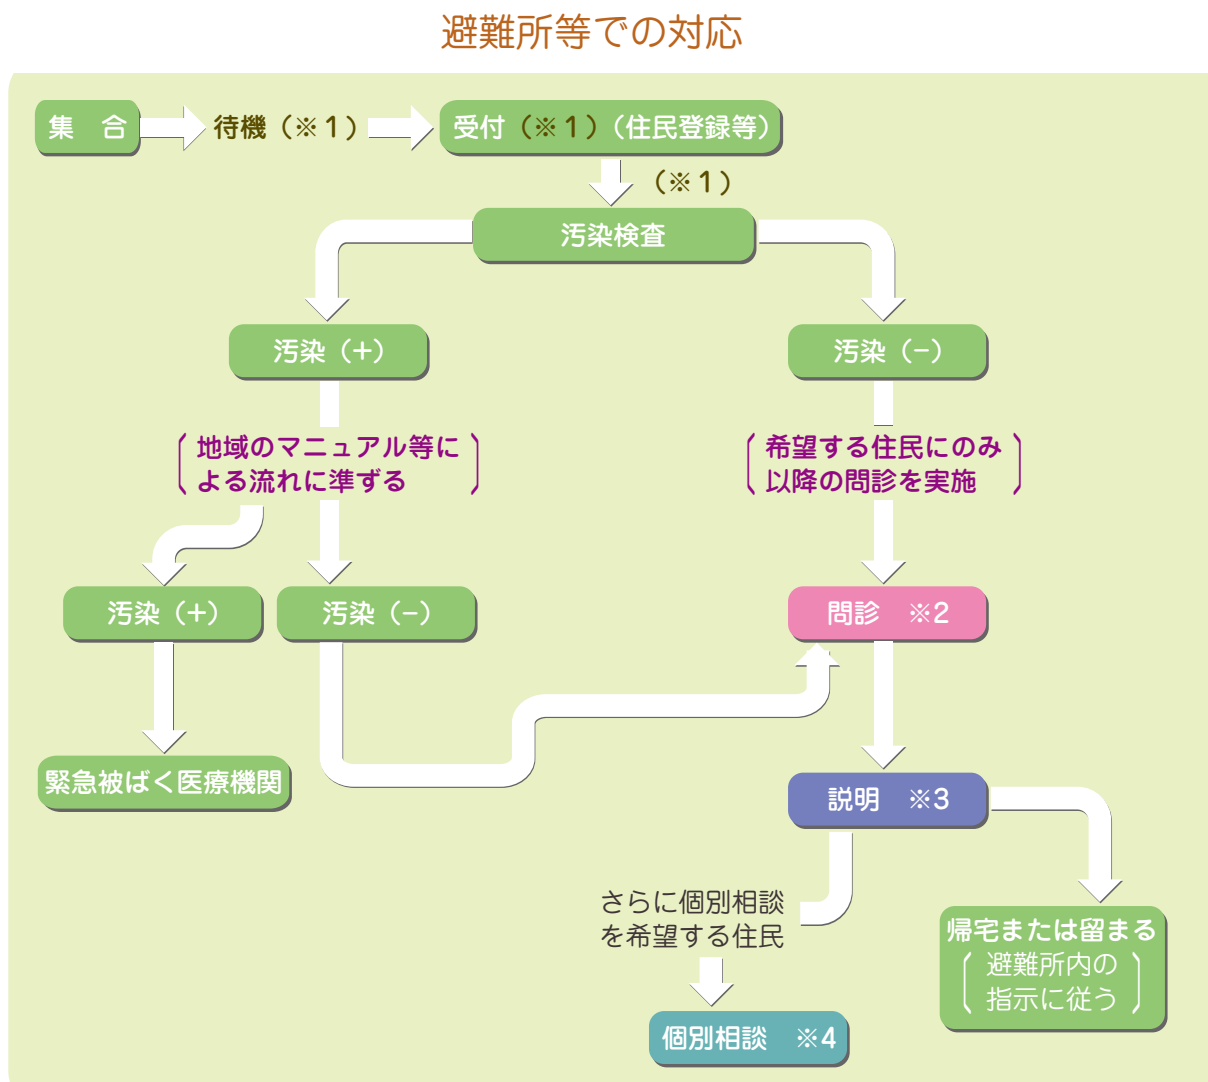 避難所等での対応
集　合
待機（※１）
受付（※１）（住民登録等）
（※１）
汚染検査
汚染（＋）
汚染（−）
地域のマニュアル等に
よる流れに準ずる
希望する住民にのみ
以降の問診を実施
汚染（＋）
汚染（−）
問診　※2
緊急被ばく医療機関
説明　※3
さらに個別相談
を希望する住民
帰宅または留まる
避難所内の
指示に従う
個別相談　※4